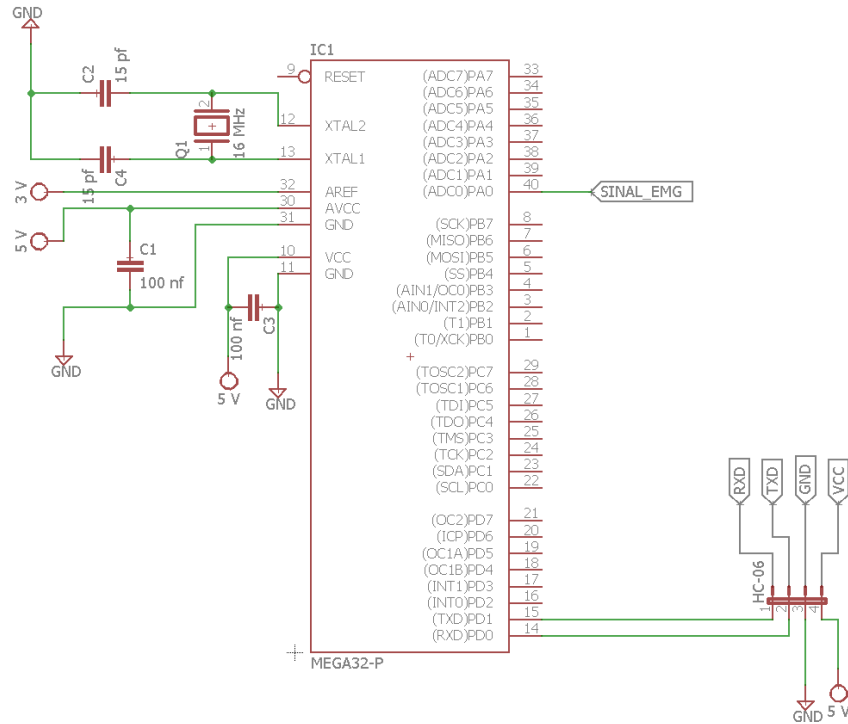 GND
C2
15 pf
2
Q1
1
16 MHz
C4
15 pf
3 V
5 V
C1
100 nf
GND
C3
100 nf
5 V
GND
IC1
9 RESET
12 XTAL2
13 XTAL1
32 AREF
30 AVCC
31 GND
10 VCC
11 GND
(ADC7)PA7 33
(ADC6)PA6 34
(ADC5)PA5 35
(ADC4)PA4 36
(ADC3)PA3 37
(ADC2)PA2 38
(ADC1)PA1 39
(ADC0)PA0 40
SINAL_EMG
(SCK)PB7 8
(MISO)PB6 7
(MOSI)PB5 6
(SS)PB4 5
(AIN1/OC0)PB3 4
(AIN0/INT2)PB2 3
(T1)PB1 2
(T0/XCK)PB0 1
(TOSC2)PC7 29
(TOSC1)PC6 28
(TDI)PC5 27
(TDO)PC4 26
(TMS)PC3 25
(TCK)PC2 24
(SDA)PC1 23
(SCL)PC0 22
(OC2)PD7 21
(ICP)PD6 20
(OC1A)PD5 19
(OC1B)PD4 18
(INT1)PD3 17
(INT0)PD2 16
(TXD)PD1 15
(RXD)PD0 14
MEGA32-P
RXD
TXD
GND
VCC
HC-06
1
2
3
4
GND
5 V